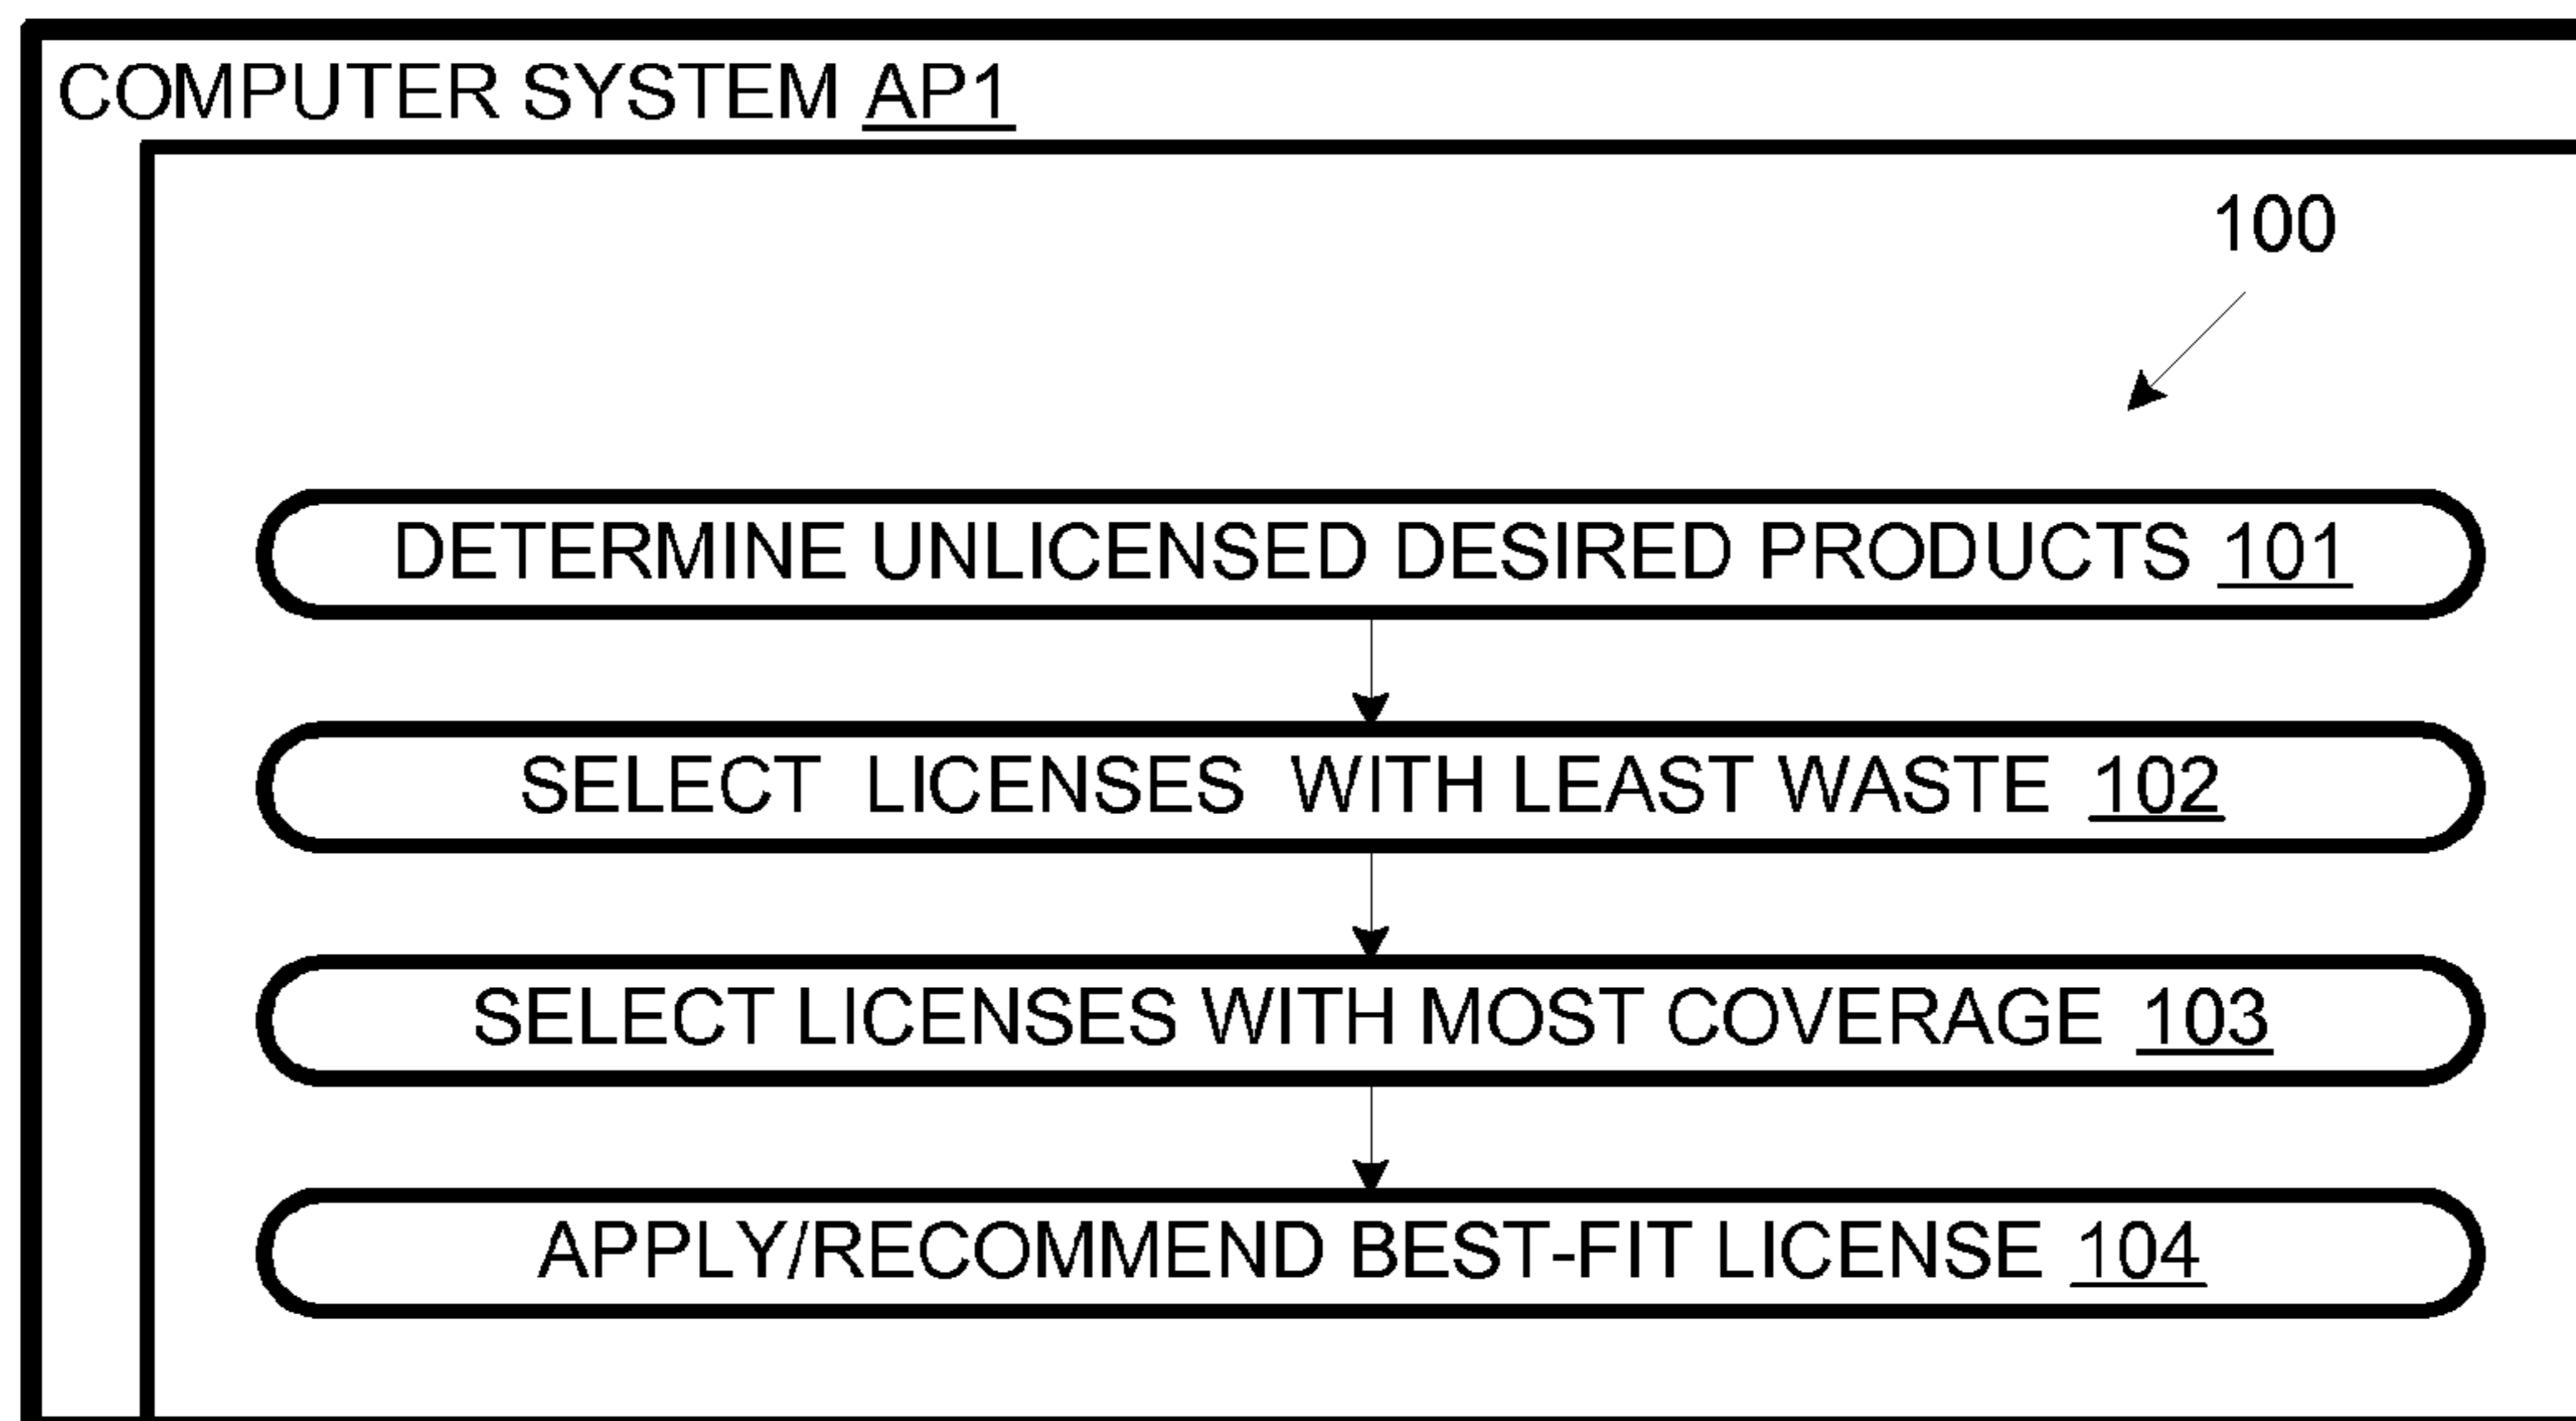 COMPUTER SYSTEM AP1
100
DETERMINE UNLICENSED DESIRED PRODUCTS 101
SELECT LICENSES WITH LEAST WASTE 102
SELECT LICENSES WITH MOST COVERAGE 103
APPLY/RECOMMEND BEST-FIT LICENSE 104